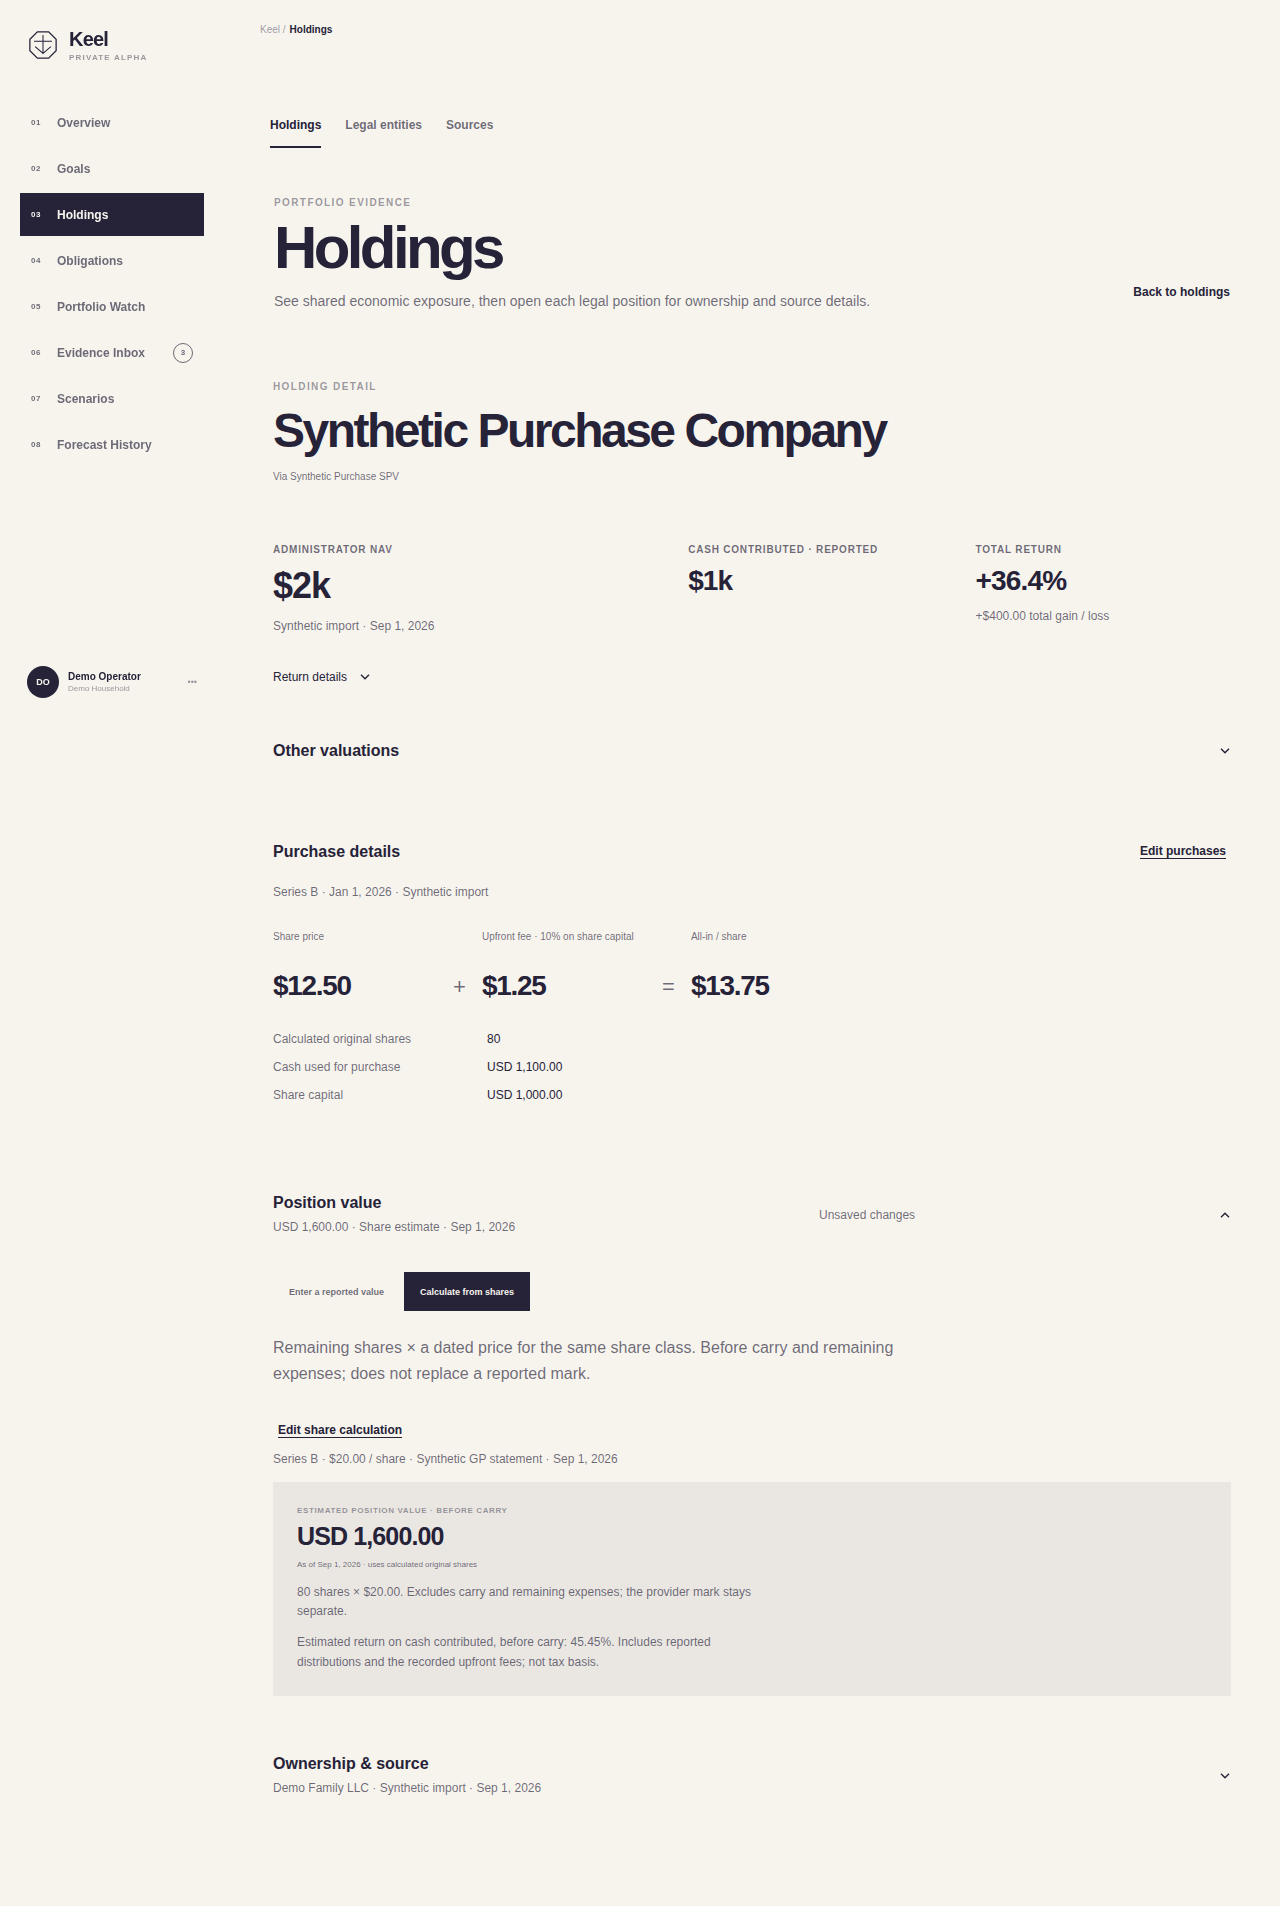 Keel
PRIVATE ALPHA
01 Overview
02 Goals
03 Holdings
04 Obligations
05 Portfolio Watch
06 Evidence Inbox 3
07 Scenarios
08 Forecast History
DO
Demo Operator
Demo Household
•••
Keel / Holdings
Holdings Legal entities Sources
PORTFOLIO EVIDENCE
Holdings
See shared economic exposure, then open each legal position for ownership and source details.
Back to holdings
HOLDING DETAIL
Synthetic Purchase Company
Via Synthetic Purchase SPV
ADMINISTRATOR NAV
$2k
Synthetic import · Sep 1, 2026
CASH CONTRIBUTED · REPORTED
$1k
TOTAL RETURN
+36.4%
+$400.00 total gain / loss
Return details
Other valuations
Purchase details
Edit purchases
Series B · Jan 1, 2026 · Synthetic import
Share price Upfront fee · 10% on share capital All-in / share
$12.50 + $1.25 = $13.75
Calculated original shares 80
Cash used for purchase USD 1,100.00
Share capital USD 1,000.00
Position value
USD 1,600.00 · Share estimate · Sep 1, 2026
Unsaved changes
Enter a reported value Calculate from shares
Remaining shares × a dated price for the same share class. Before carry and remaining
expenses; does not replace a reported mark.
Edit share calculation
Series B · $20.00 / share · Synthetic GP statement · Sep 1, 2026
ESTIMATED POSITION VALUE · BEFORE CARRY
USD 1,600.00
As of Sep 1, 2026 · uses calculated original shares
80 shares × $20.00. Excludes carry and remaining expenses; the provider mark stays
separate.
Estimated return on cash contributed, before carry: 45.45%. Includes reported
distributions and the recorded upfront fees; not tax basis.
Ownership & source
Demo Family LLC · Synthetic import · Sep 1, 2026